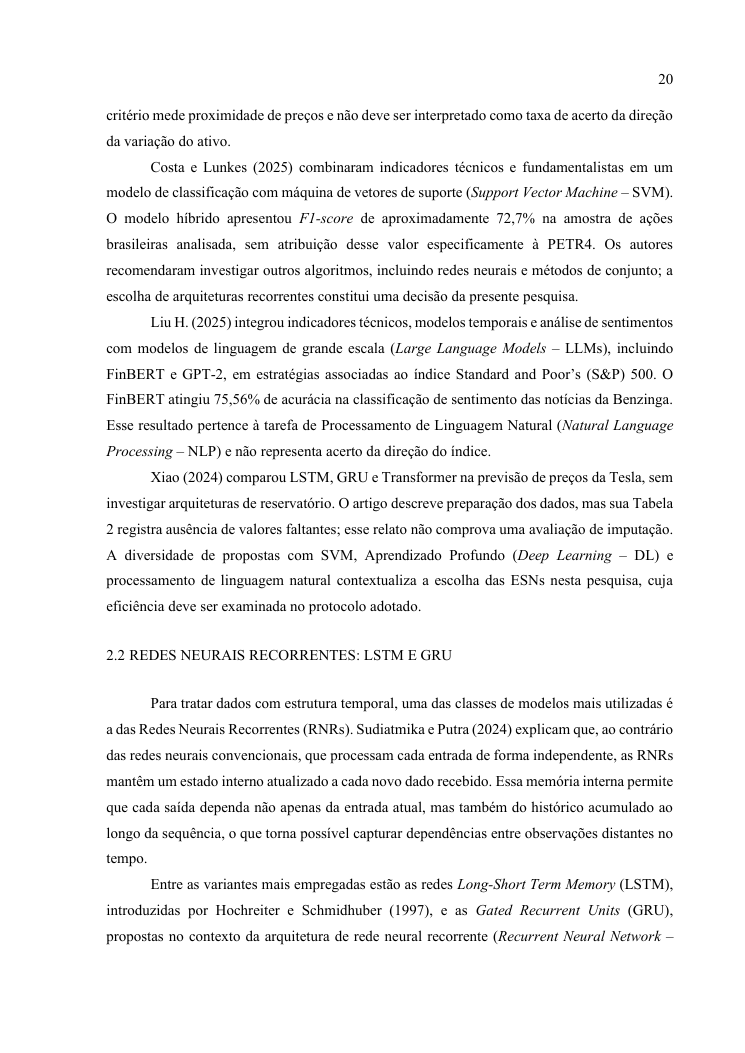 20
critério mede proximidade de preços e não deve ser interpretado como taxa de acerto da direção
da variação do ativo.
Costa e Lunkes (2025) combinaram indicadores técnicos e fundamentalistas em um
modelo de classificação com máquina de vetores de suporte (Support Vector Machine – SVM).
O modelo híbrido apresentou F1-score de aproximadamente 72,7% na amostra de ações
brasileiras analisada, sem atribuição desse valor especificamente à PETR4. Os autores
recomendaram investigar outros algoritmos, incluindo redes neurais e métodos de conjunto; a
escolha de arquiteturas recorrentes constitui uma decisão da presente pesquisa.
Liu H. (2025) integrou indicadores técnicos, modelos temporais e análise de sentimentos
com modelos de linguagem de grande escala (Large Language Models – LLMs), incluindo
FinBERT e GPT-2, em estratégias associadas ao índice Standard and Poor’s (S&P) 500. O
FinBERT atingiu 75,56% de acurácia na classificação de sentimento das notícias da Benzinga.
Esse resultado pertence à tarefa de Processamento de Linguagem Natural (Natural Language
Processing – NLP) e não representa acerto da direção do índice.
Xiao (2024) comparou LSTM, GRU e Transformer na previsão de preços da Tesla, sem
investigar arquiteturas de reservatório. O artigo descreve preparação dos dados, mas sua Tabela
2 registra ausência de valores faltantes; esse relato não comprova uma avaliação de imputação.
A diversidade de propostas com SVM, Aprendizado Profundo (Deep Learning – DL) e
processamento de linguagem natural contextualiza a escolha das ESNs nesta pesquisa, cuja
eficiência deve ser examinada no protocolo adotado.
2.2 REDES NEURAIS RECORRENTES: LSTM E GRU
Para tratar dados com estrutura temporal, uma das classes de modelos mais utilizadas é
a das Redes Neurais Recorrentes (RNRs). Sudiatmika e Putra (2024) explicam que, ao contrário
das redes neurais convencionais, que processam cada entrada de forma independente, as RNRs
mantêm um estado interno atualizado a cada novo dado recebido. Essa memória interna permite
que cada saída dependa não apenas da entrada atual, mas também do histórico acumulado ao
longo da sequência, o que torna possível capturar dependências entre observações distantes no
tempo.
Entre as variantes mais empregadas estão as redes Long-Short Term Memory (LSTM),
introduzidas por Hochreiter e Schmidhuber (1997), e as Gated Recurrent Units (GRU),
propostas no contexto da arquitetura de rede neural recorrente (Recurrent Neural Network –